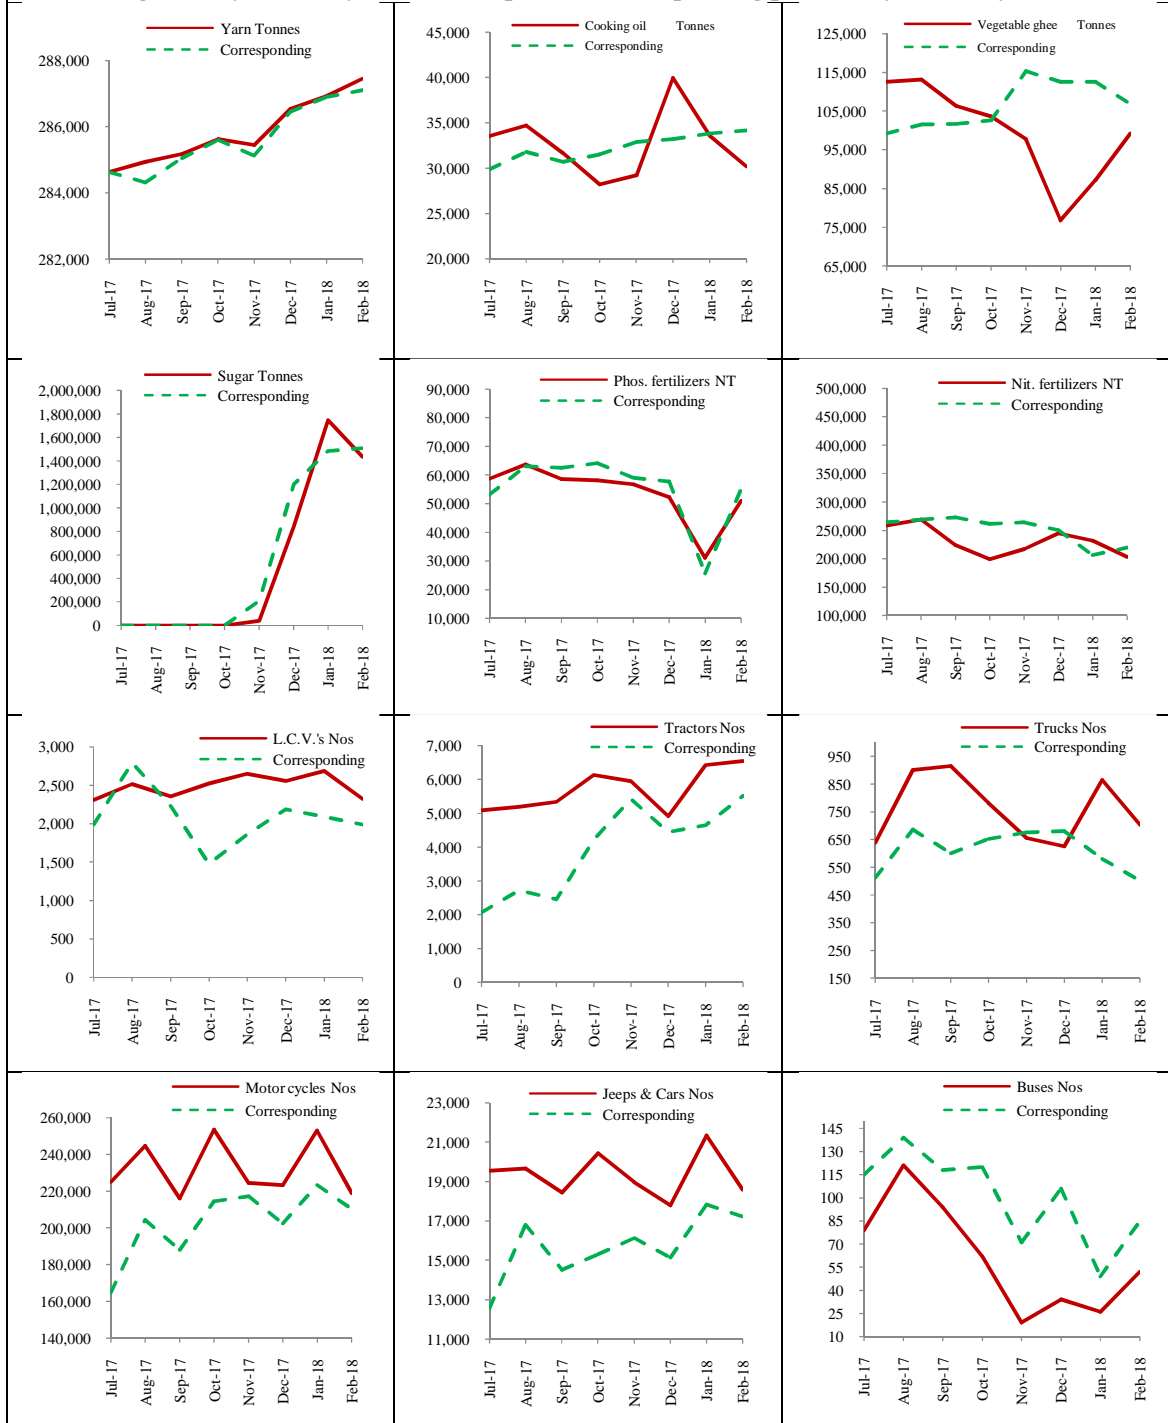 Yarn Tonnes
Corresponding
288,000
286,000
284,000
282,000
Jul-17
Aug-17
Sep-17
Oct-17
Nov-17
Dec-17
Jan-18
Feb-18
Cooking oil Tonnes
Corresponding
45,000
40,000
35,000
30,000
25,000
20,000
Jul-17
Aug-17
Sep-17
Oct-17
Nov-17
Dec-17
Jan-18
Feb-18
Vegetable ghee Tonnes
Corresponding
125,000
115,000
105,000
95,000
85,000
75,000
65,000
Jul-17
Aug-17
Sep-17
Oct-17
Nov-17
Dec-17
Jan-18
Feb-18
Sugar Tonnes
Corresponding
2,000,000
1,800,000
1,600,000
1,400,000
1,200,000
1,000,000
800,000
600,000
400,000
200,000
0
Jul-17
Aug-17
Sep-17
Oct-17
Nov-17
Dec-17
Jan-18
Feb-18
Phos. fertilizers NT
Corresponding
90,000
80,000
70,000
60,000
50,000
40,000
30,000
20,000
10,000
Jul-17
Aug-17
Sep-17
Oct-17
Nov-17
Dec-17
Jan-18
Feb-18
Nit. fertilizers NT
Corresponding
500,000
450,000
400,000
350,000
300,000
250,000
200,000
150,000
100,000
Jul-17
Aug-17
Sep-17
Oct-17
Nov-17
Dec-17
Jan-18
Feb-18
L.C.V.'s Nos
Corresponding
3,000
2,500
2,000
1,500
1,000
500
0
Jul-17
Aug-17
Sep-17
Oct-17
Nov-17
Dec-17
Jan-18
Feb-18
Tractors Nos
Corresponding
7,000
6,000
5,000
4,000
3,000
2,000
1,000
0
Jul-17
Aug-17
Sep-17
Oct-17
Nov-17
Dec-17
Jan-18
Feb-18
Trucks Nos
Corresponding
950
850
750
650
550
450
350
250
150
Jul-17
Aug-17
Sep-17
Oct-17
Nov-17
Dec-17
Jan-18
Feb-18
Motor cycles Nos
Corresponding
260,000
240,000
220,000
200,000
180,000
160,000
140,000
Jul-17
Aug-17
Sep-17
Oct-17
Nov-17
Dec-17
Jan-18
Feb-18
Jeeps & Cars Nos
Corresponding
23,000
21,000
19,000
17,000
15,000
13,000
11,000
Jul-17
Aug-17
Sep-17
Oct-17
Nov-17
Dec-17
Jan-18
Feb-18
Buses Nos
Corresponding
145
130
115
100
85
70
55
40
25
10
Jul-17
Aug-17
Sep-17
Oct-17
Nov-17
Dec-17
Jan-18
Feb-18